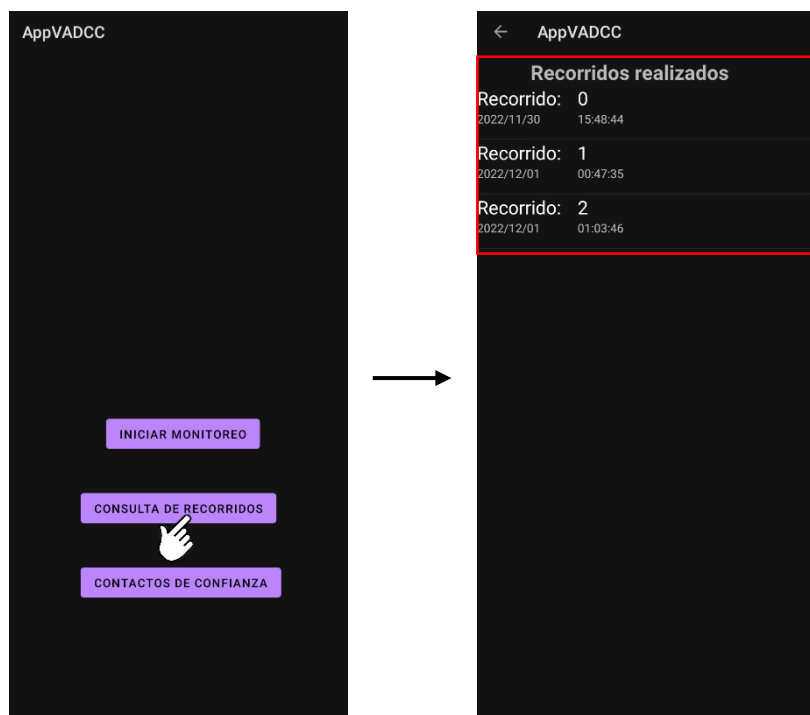 AppVADCC
INICIAR MONITOREO
CONSULTA DE RECORRIDOS
CONTACTOS DE CONFIANZA
AppVADCC
Recorridos realizados
Recorrido: 0
2022/11/30 15:48:44
Recorrido: 1
2022/12/01 00:47:35
Recorrido: 2
2022/12/01 01:03:46